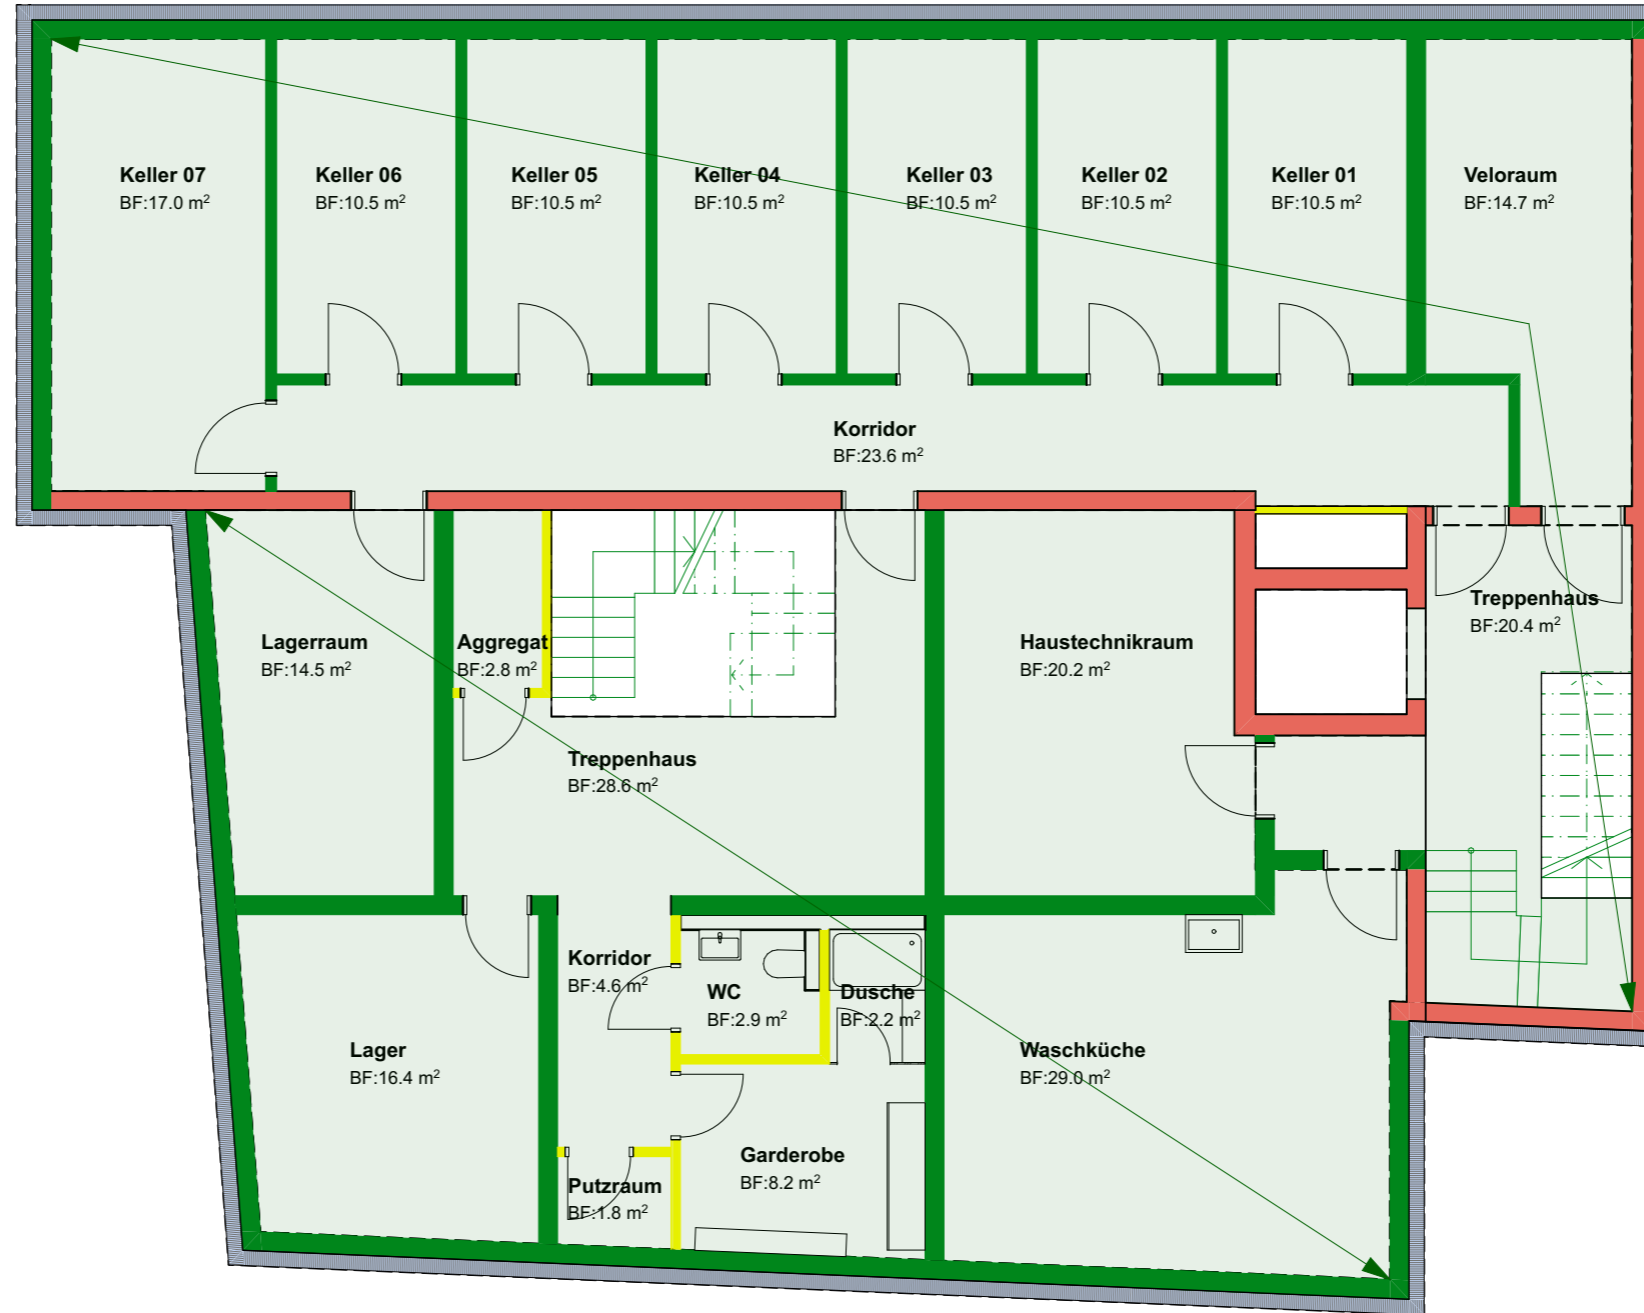 Keller 07
BF:17.0 m²
Keller 06
BF:10.5 m²
Keller 05
BF:10.5 m²
Keller 04
BF:10.5 m²
Keller 03
BF:10.5 m²
Keller 02
BF:10.5 m²
Keller 01
BF:10.5 m²
Veloraum
BF:14.7 m²
Korridor
BF:23.6 m²
Treppenhaus
BF:20.4 m²
Lagerraum
BF:14.5 m²
Aggregat
BF:2.8 m²
Haustechnikraum
BF:20.2 m²
Treppenhaus
BF:28.6 m²
Korridor
BF:4.6 m²
WC
BF:2.9 m²
Dusche
BF:2.2 m²
Lager
BF:16.4 m²
Waschküche
BF:29.0 m²
Garderobe
BF:8.2 m²
Putzraum
BF:1.8 m²